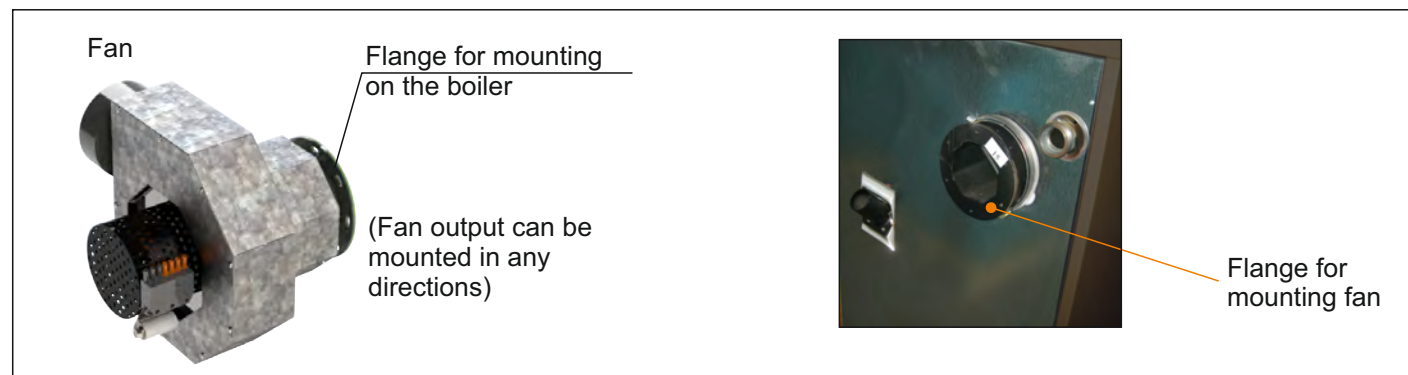 Fan
Flange for mounting
on the boiler
(Fan output can be
mounted in any
directions)
Flange for
mounting fan